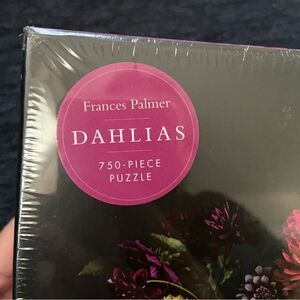 Frances Palmer
DAHLIAS
750-PIECE
PUZZLE